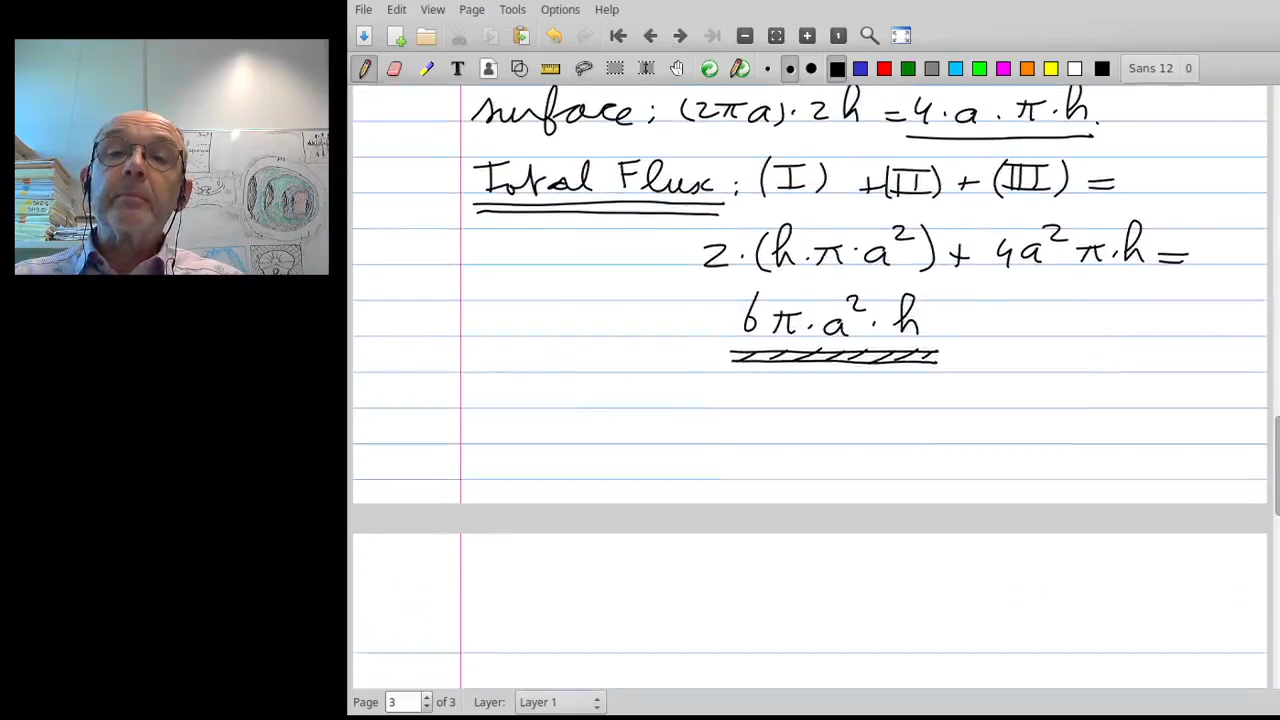 File Edit View Page Tools Options Help
Sans 12 0
surface; (2πa)·2h = 4·a·π·h.
Total Flux: (I) + (II) + (III) =
2·(h·π·a²) + 4a²π·h =
6π·a²·h
Page 3 of 3 Layer: Layer 1